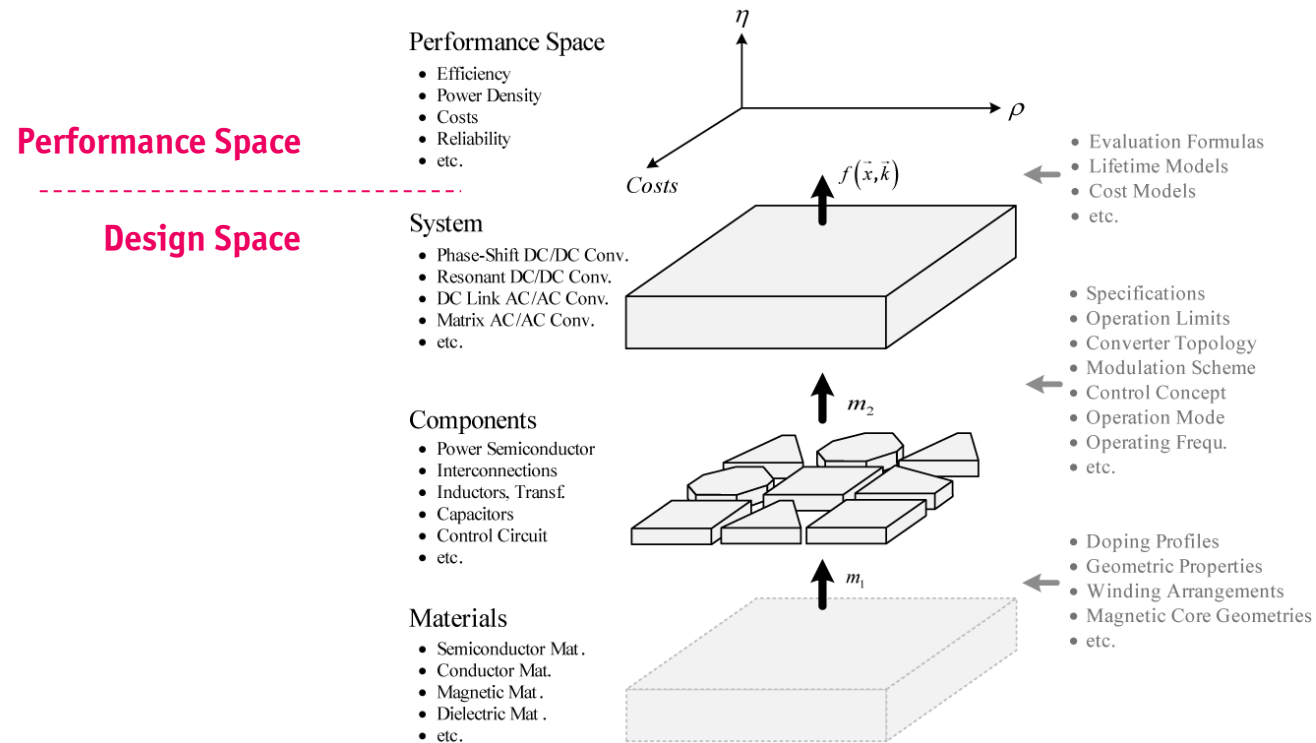 Performance Space
Design Space
Performance Space
• Efficiency
• Power Density
• Costs
• Reliability
• etc.
η
ρ
Costs
f(x⃗,k⃗)
• Evaluation Formulas
• Lifetime Models
• Cost Models
• etc.
System
• Phase-Shift DC/DC Conv.
• Resonant DC/DC Conv.
• DC Link AC/AC Conv.
• Matrix AC/AC Conv.
• etc.
m₂
• Specifications
• Operation Limits
• Converter Topology
• Modulation Scheme
• Control Concept
• Operation Mode
• Operating Frequ.
• etc.
Components
• Power Semiconductor
• Interconnections
• Inductors, Transf.
• Capacitors
• Control Circuit
• etc.
m₁
• Doping Profiles
• Geometric Properties
• Winding Arrangements
• Magnetic Core Geometries
• etc.
Materials
• Semiconductor Mat.
• Conductor Mat.
• Magnetic Mat.
• Dielectric Mat.
• etc.